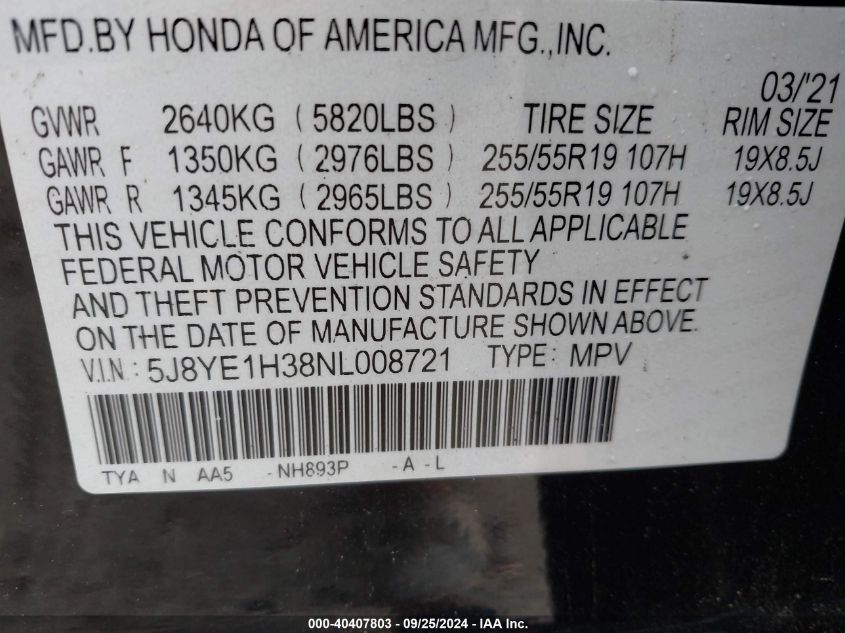 MFD.BY HONDA OF AMERICA MFG.,INC.
03/'21
GVWR 2640KG ( 5820LBS ) TIRE SIZE RIM SIZE
GAWR F 1350KG ( 2976LBS ) 255/55R19 107H 19X8.5J
GAWR R 1345KG ( 2965LBS ) 255/55R19 107H 19X8.5J
THIS VEHICLE CONFORMS TO ALL APPLICABLE
FEDERAL MOTOR VEHICLE SAFETY
AND THEFT PREVENTION STANDARDS IN EFFECT
ON THE DATE OF MANUFACTURE SHOWN ABOVE.
V.I.N : 5J8YE1H38NL008721 TYPE: MPV
TYA N AA5 -NH893P -A -L
000-40407803 - 09/25/2024 - IAA Inc.